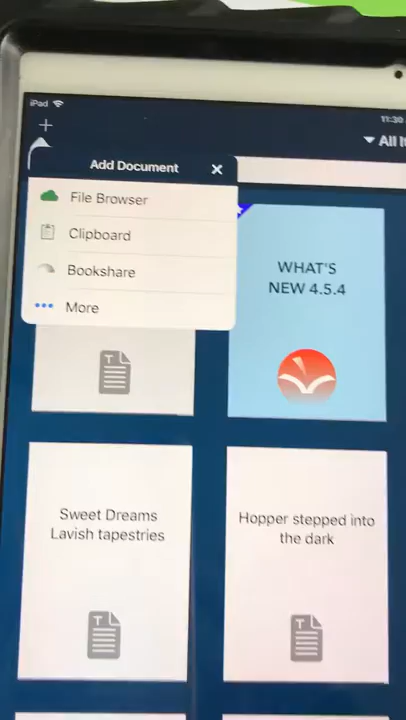 iPad
11:30
+
All
Add Document
File Browser
Clipboard
Bookshare
More
WHAT'S
NEW 4.5.4
Sweet Dreams
Lavish tapestries
Hopper stepped into
the dark